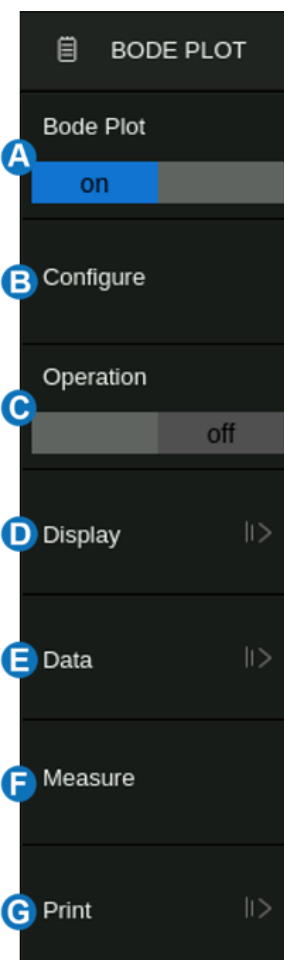 BODE PLOT
Bode Plot
A
on
B Configure
Operation
C
off
D Display
E Data
F Measure
G Print